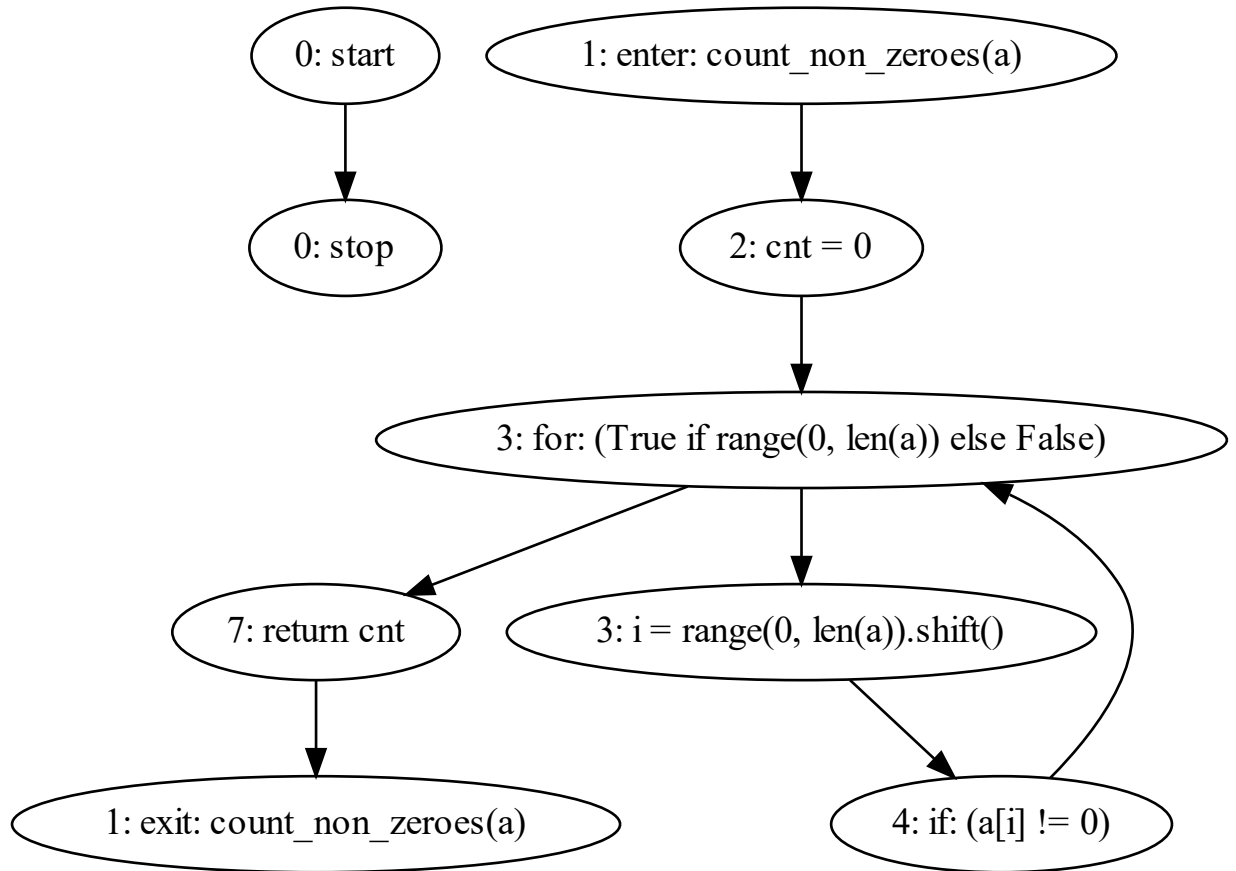 0: start
1: enter: count_non_zeroes(a)
0: stop
2: cnt = 0
3: for: (True if range(0, len(a)) else False)
7: return cnt
3: i = range(0, len(a)).shift()
1: exit: count_non_zeroes(a)
4: if: (a[i] != 0)